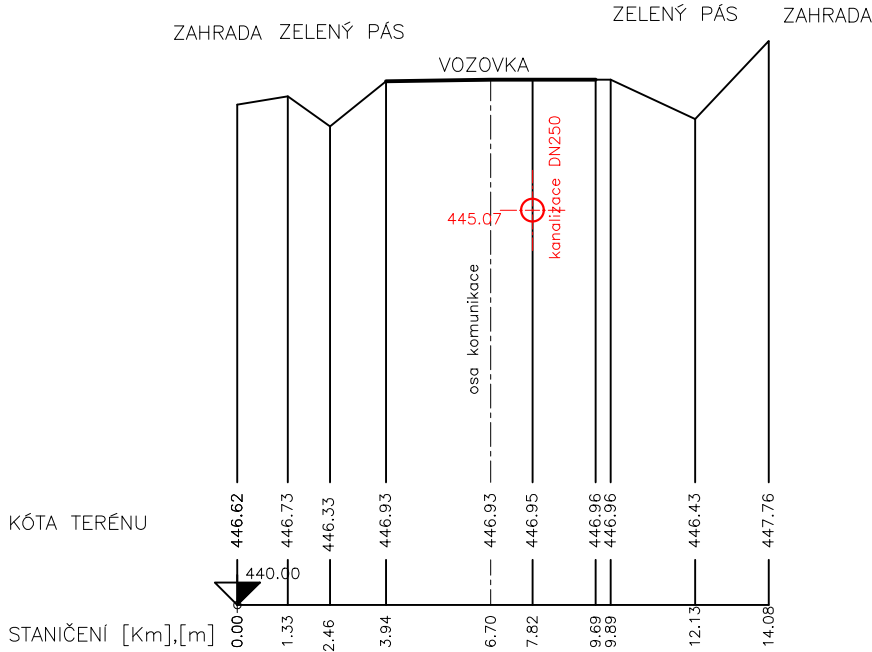 ZELENÝ PÁS ZAHRADA
ZAHRADA ZELENÝ PÁS
VOZOVKA
kanalizace DN250
445.07
osa komunikace
KÓTA TERÉNU 446.62 446.73 446.33 446.93 446.93 446.95 446.96 446.96 446.43 447.76
440.00
STANIČENÍ [Km],[m] 0.00 1.33 2.46 3.94 6.70 7.82 9.69 9.89 12.13 14.08